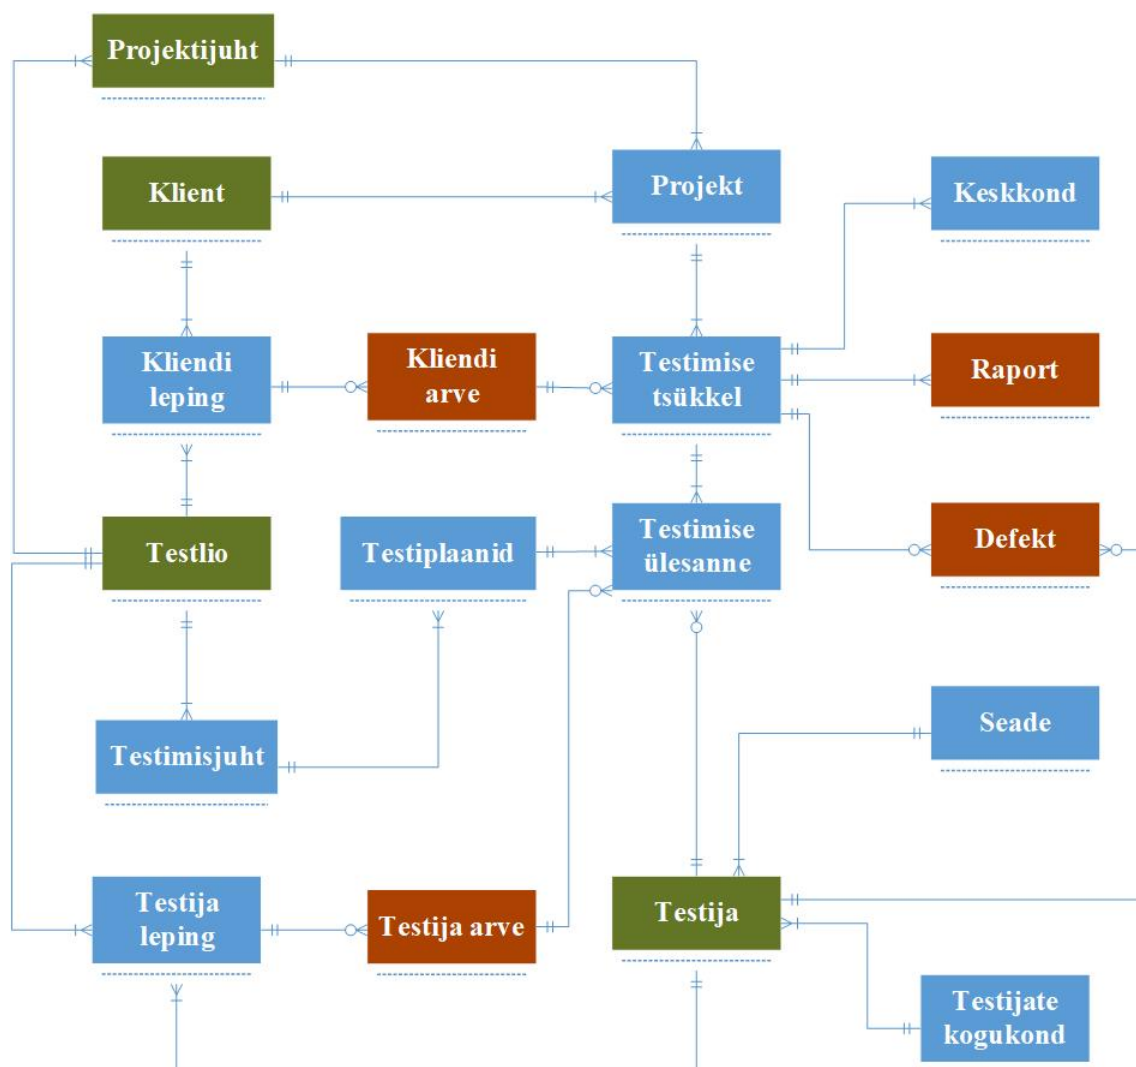 Projektijuht
Klient
Projekt
Keskkond
Kliendi
leping
Kliendi
arve
Testimise
tsükkel
Raport
Testlio
Testiplaanid
Testimise
ülesanne
Defekt
Testimisjuht
Seade
Testija
leping
Testija arve
Testija
Testijate
kogukond